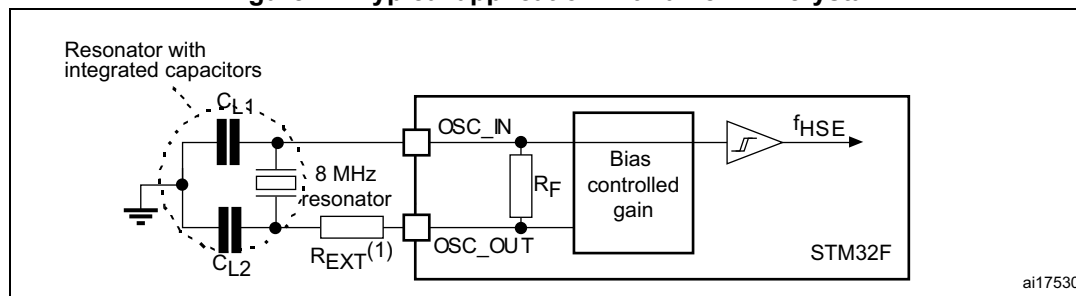 Resonator with
integrated capacitors
CL1
OSC_IN
fHSE
8 MHz
resonator
RF
Bias
controlled
gain
REXT(1)
OSC_OUT
CL2
STM32F
ai17530